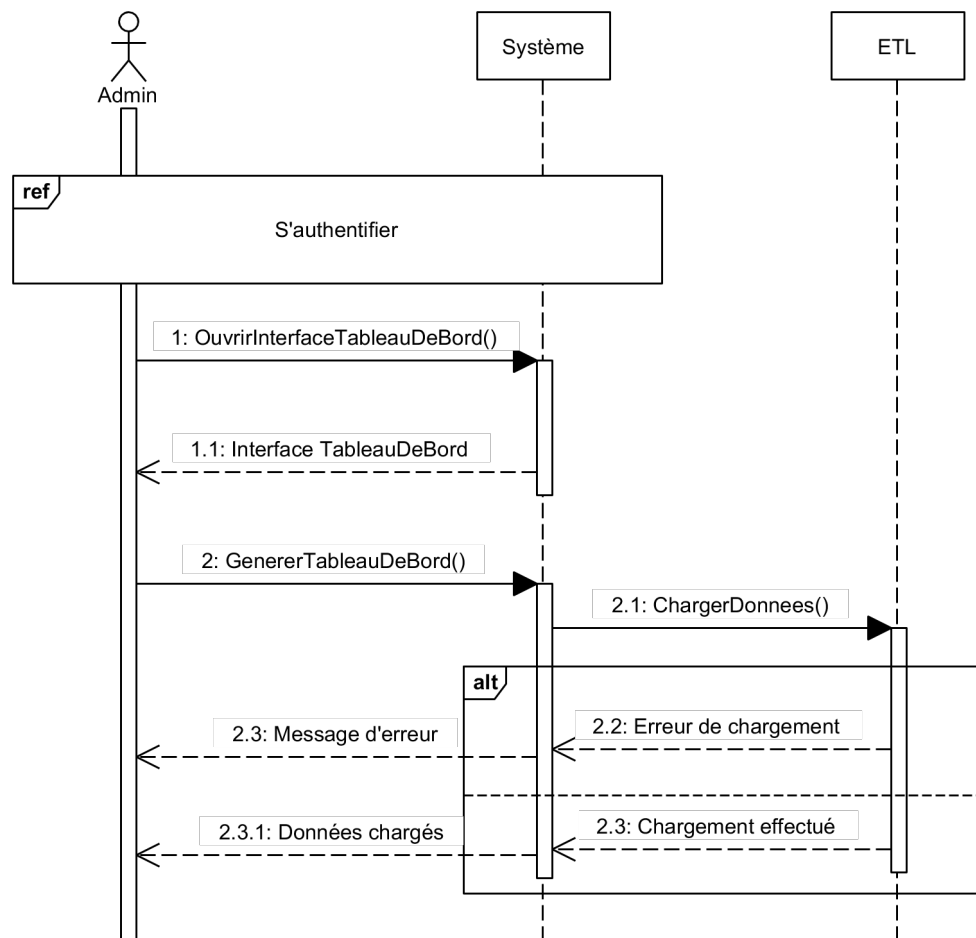 Système
ETL
Admin
ref
S'authentifier
1: OuvrirInterfaceTableauDeBord()
1.1: Interface TableauDeBord
2: GenererTableauDeBord()
2.1: ChargerDonnees()
alt
2.3: Message d'erreur
2.2: Erreur de chargement
2.3.1: Données chargés
2.3: Chargement effectué